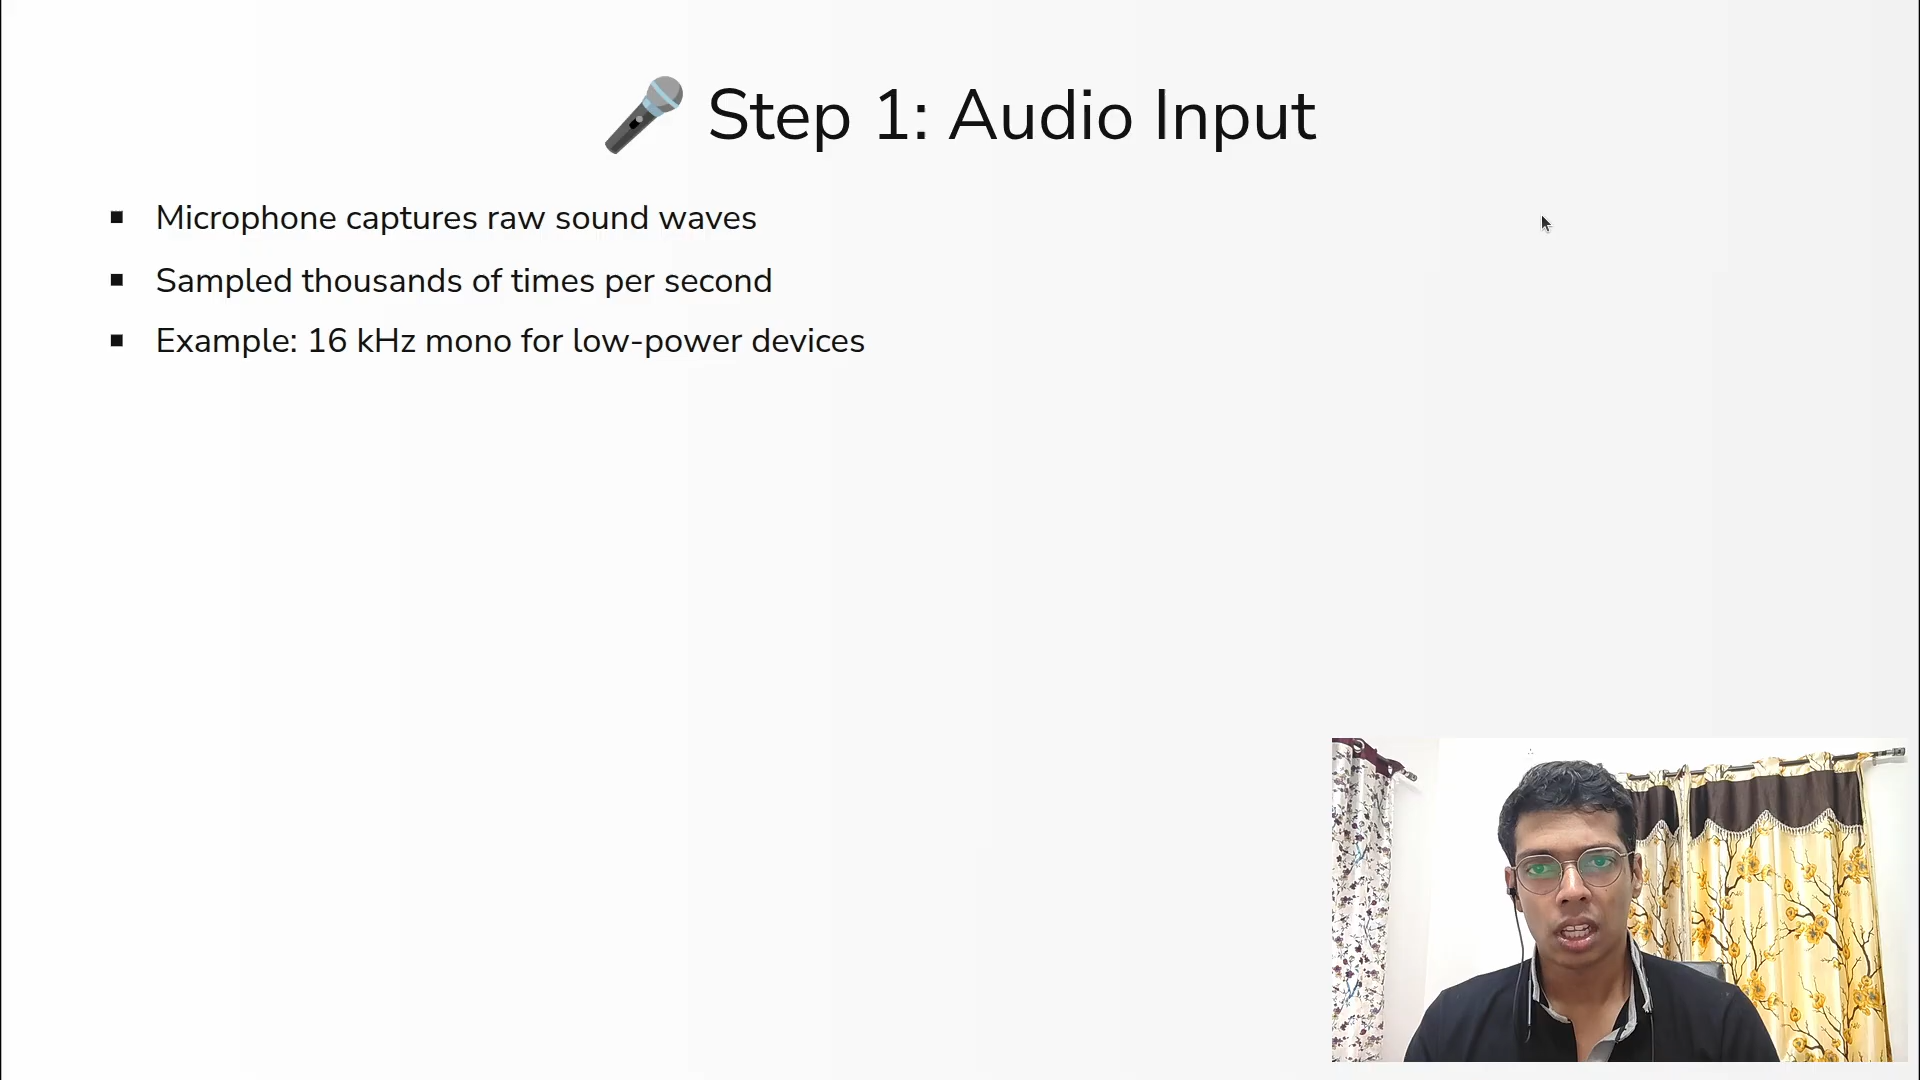 🎤 Step 1: Audio Input
▪ Microphone captures raw sound waves
▪ Sampled thousands of times per second
▪ Example: 16 kHz mono for low-power devices